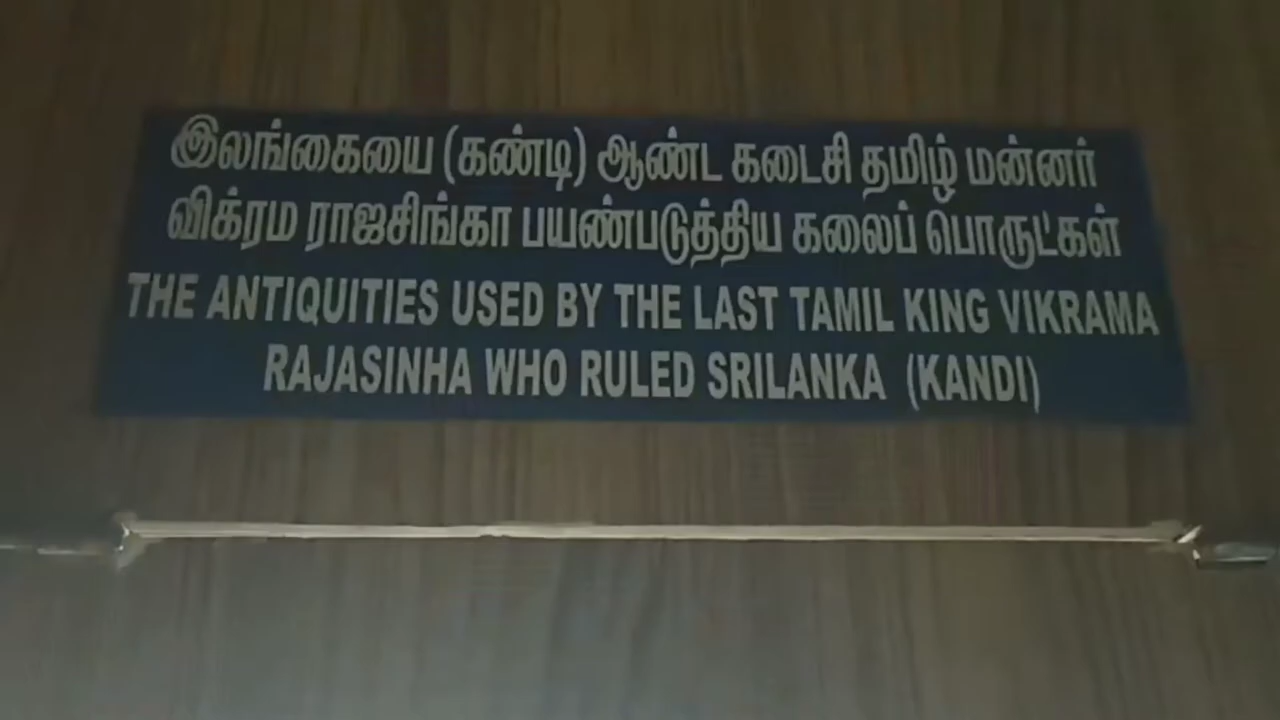 இலங்கையை (கண்டி) ஆண்ட கடைசி தமிழ் மன்னர்
விக்ரம ராஜசிங்கா பயண்படுத்திய கலைப் பொருட்கள்
THE ANTIQUITIES USED BY THE LAST TAMIL KING VIKRAMA
RAJASINHA WHO RULED SRILANKA (KANDI)